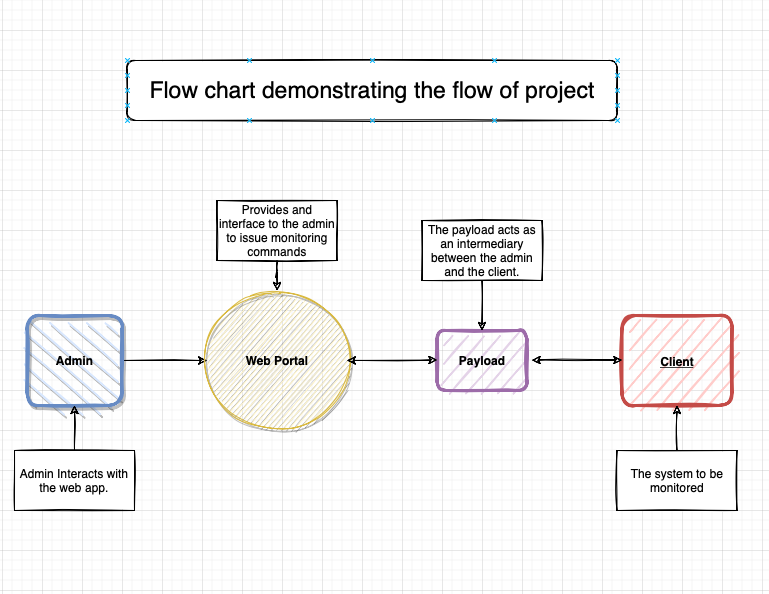 Flow chart demonstrating the flow of project
Provides and
interface to the admin
to issue monitoring
commands
The payload acts as
an intermediary
between the admin
and the client.
Admin
Web Portal
Payload
Client
Admin Interacts with
the web app.
The system to be
monitored